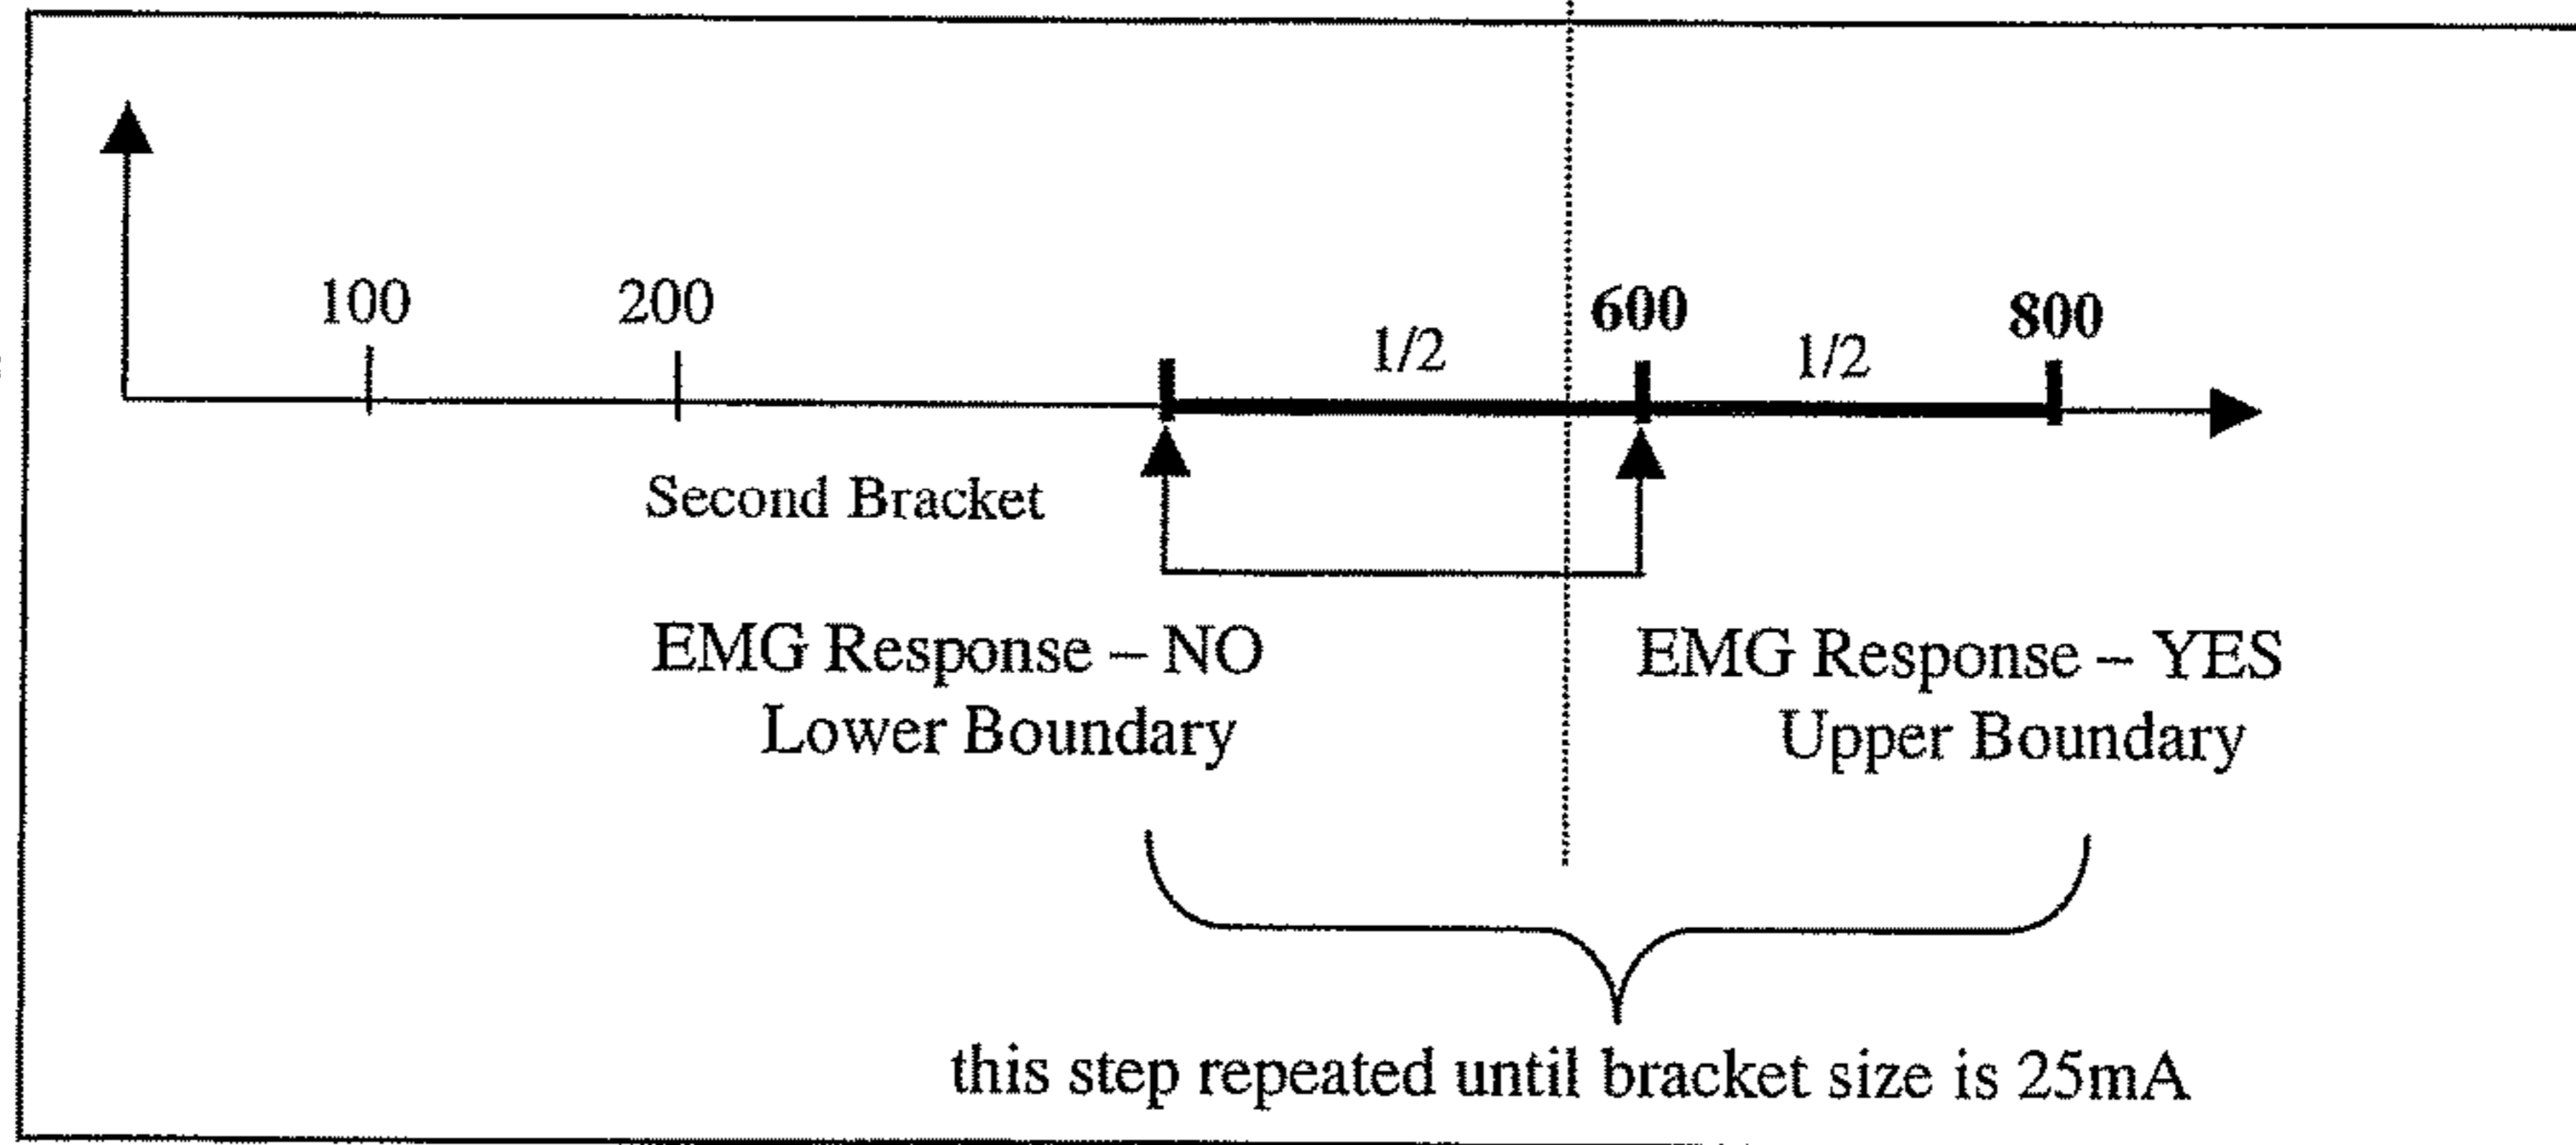 100 200 600 800
1/2 1/2
Second Bracket
EMG Response – NO
Lower Boundary
EMG Response – YES
Upper Boundary
this step repeated until bracket size is 25mA